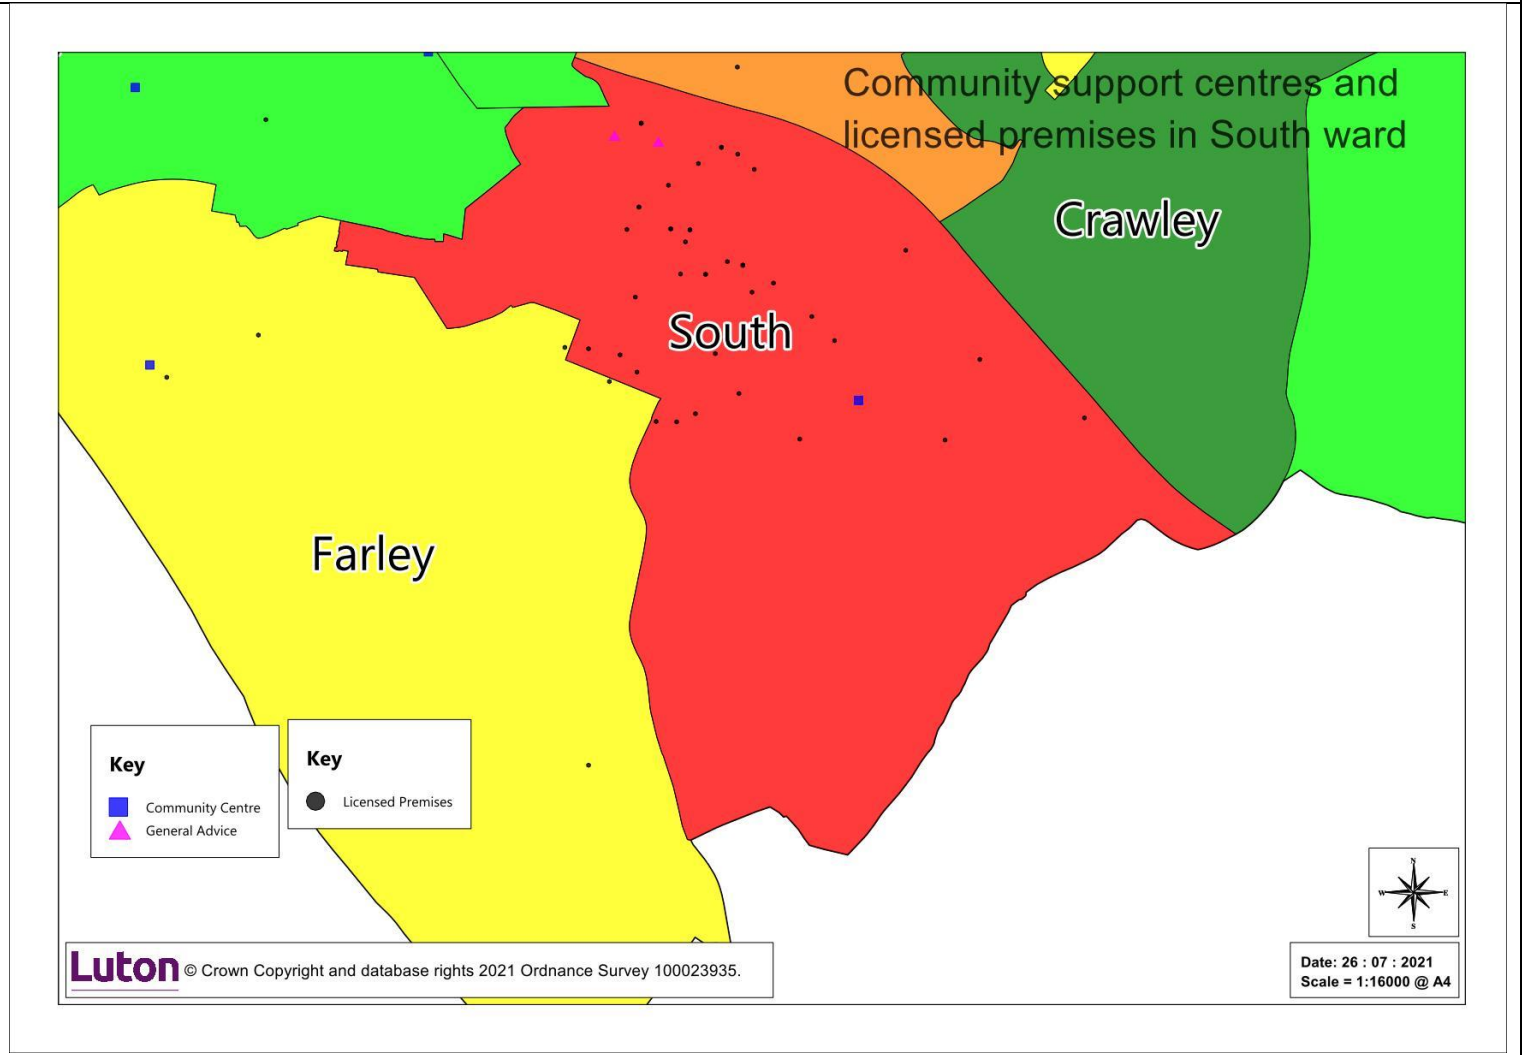 Community support centres and
licensed premises in South ward
Crawley
South
Farley
Key
Community Centre
General Advice
Key
Licensed Premises
N
W E
S
Luton © Crown Copyright and database rights 2021 Ordnance Survey 100023935.
Date: 26 : 07 : 2021
Scale = 1:16000 @ A4